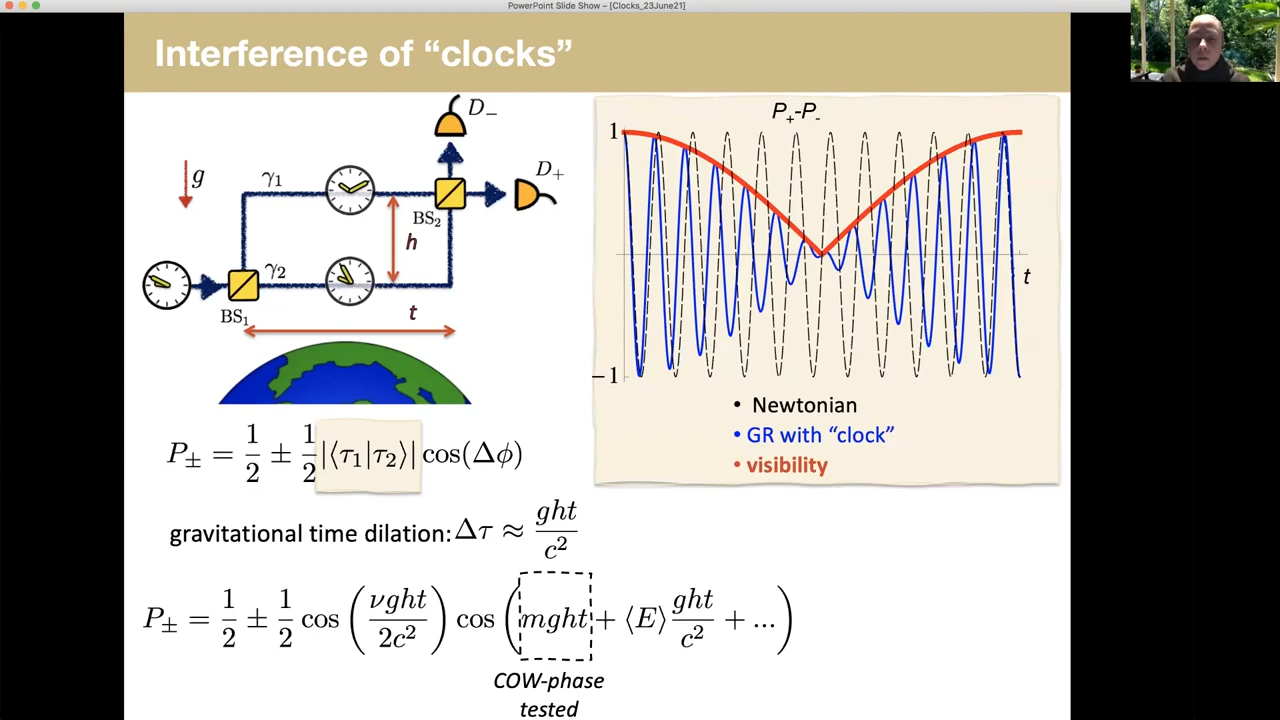 PowerPoint Slide Show - [Clocks_23June21]
Interference of “clocks”
D₋
g
γ₁
D₊
BS₂
h
γ₂
BS₁
t
P₊-P₋
1
t
−1
• Newtonian
• GR with “clock”
• visibility
P± = 1/2 ± 1/2 |⟨τ₁|τ₂⟩| cos(Δϕ)
gravitational time dilation: Δτ ≈ ght/c²
P± = 1/2 ± 1/2 cos (νght/2c²) cos (mght + ⟨E⟩ ght/c² + ...)
COW-phase
tested